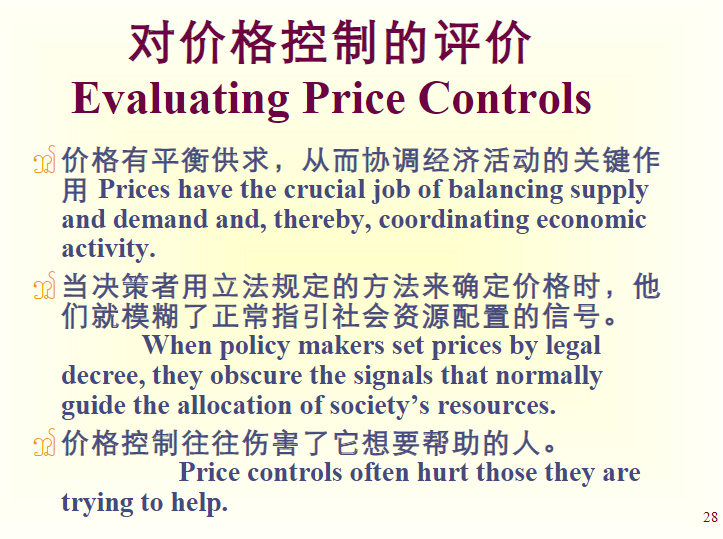 对价格控制的评价
Evaluating Price Controls
价格有平衡供求，从而协调经济活动的关键作
用 Prices have the crucial job of balancing supply
and demand and, thereby, coordinating economic
activity.
当决策者用立法规定的方法来确定价格时，他
们就模糊了正常指引社会资源配置的信号。
When policy makers set prices by legal
decree, they obscure the signals that normally
guide the allocation of society’s resources.
价格控制往往伤害了它想要帮助的人。
Price controls often hurt those they are
trying to help.
28